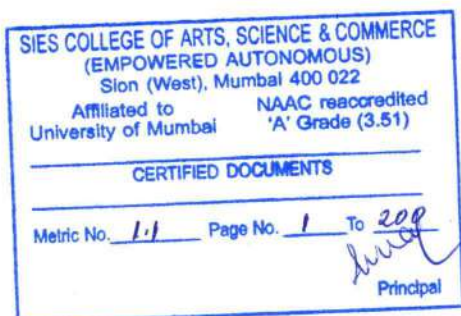 SIES COLLEGE OF ARTS, SCIENCE & COMMERCE
(EMPOWERED AUTONOMOUS)
Sion (West), Mumbai 400 022
Affiliated to NAAC reaccredited
University of Mumbai 'A' Grade (3.51)
CERTIFIED DOCUMENTS
Metric No. 1.1 Page No. 1 To
Principal